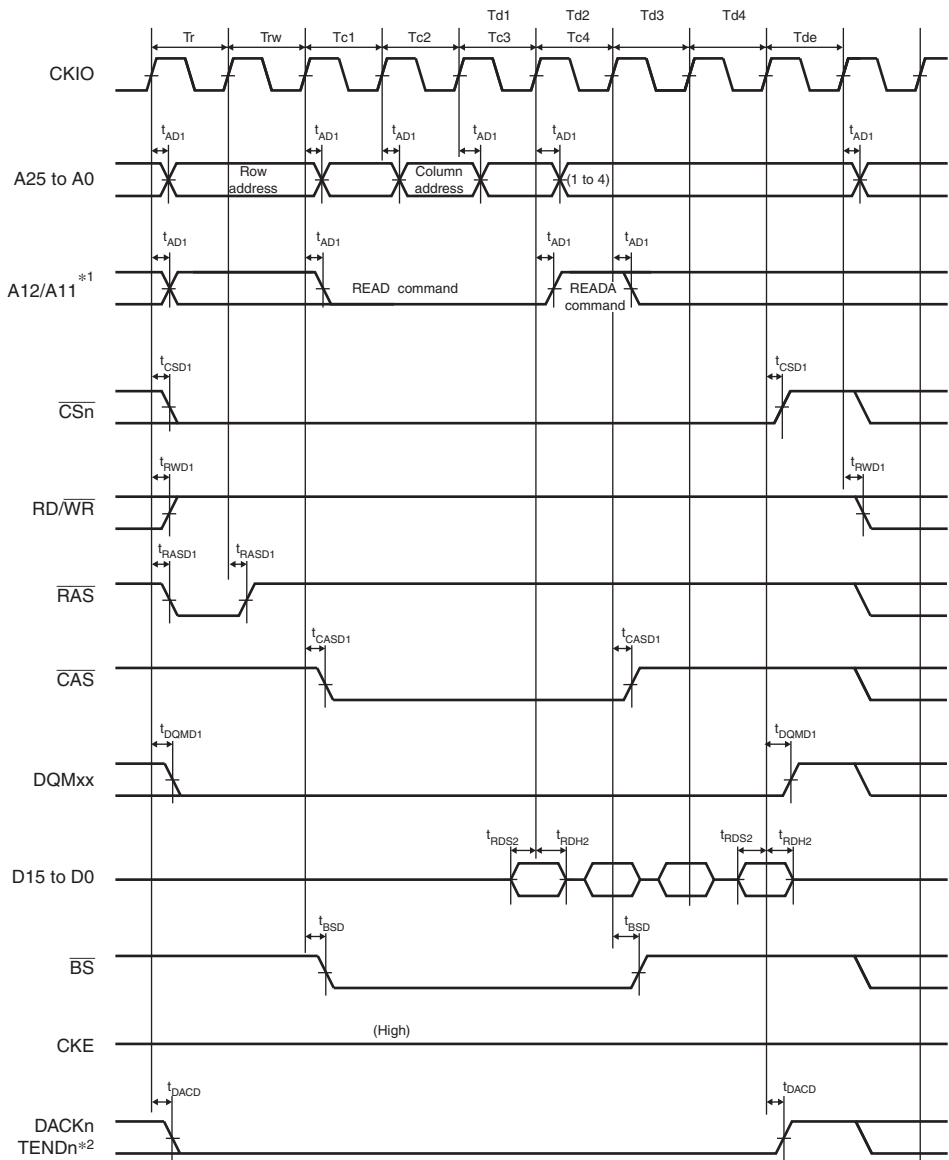 Td1 Td2 Td3 Td4
Tr Trw Tc1 Tc2 Tc3 Tc4 Tde
CKIO
tAD1 tAD1 tAD1 tAD1 tAD1 tAD1
A25 to A0
Row address
Column address
(1 to 4)
tAD1 tAD1 tAD1 tAD1
A12/A11*1
READ command
READA command
tCSD1 tCSD1
CSn
tRWD1 tRWD1
RD/WR
tRASD1 tRASD1
RAS
tCASD1 tCASD1
CAS
tDQMD1 tDQMD1
DQMxx
tRDS2 tRDH2 tRDS2 tRDH2
D15 to D0
tBSD tBSD
BS
(High)
CKE
tDACD tDACD
DACKn
TENDn*2